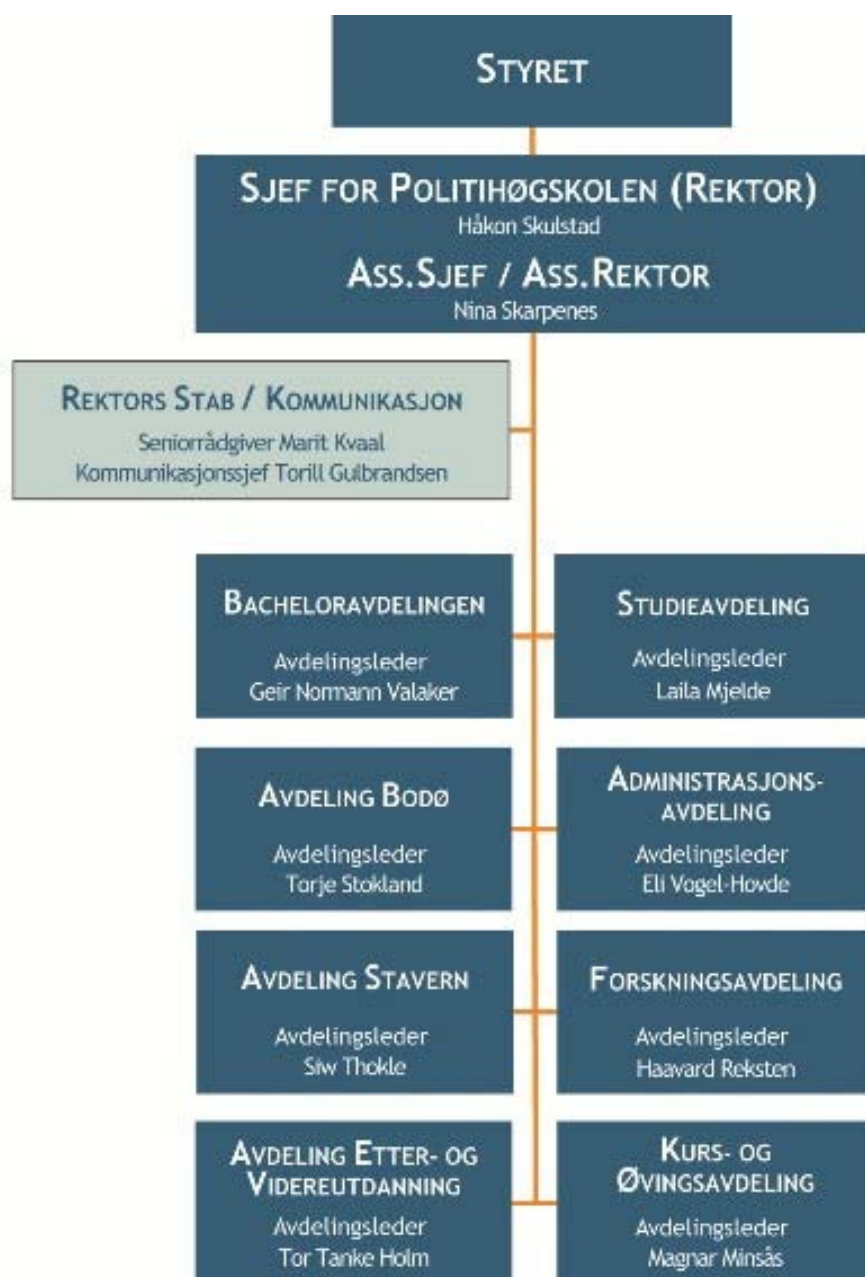 STYRET
SJEF FOR POLITIHØGSKOLEN (REKTOR)
Håkon Skulstad
ASS.SJEF / ASS.REKTOR
Nina Skarpenes
REKTORS STAB / KOMMUNIKASJON
Seniorrådgiver Marit Kvaal
Kommunikasjonssjef Torill Gulbrandsen
BACHELORAVDELINGEN
Avdelingsleder
Geir Normann Valaker
STUDIEAVDELING
Avdelingsleder
Laila Mjelde
AVDELING BODØ
Avdelingsleder
Torje Stokland
ADMINISTRASJONS-
AVDELING
Avdelingsleder
Eli Vogel-Hovde
AVDELING STAVERN
Avdelingsleder
Siw Thokle
FORSKNINGSAVDELING
Avdelingsleder
Haavard Reksten
AVDELING ETTER- OG
VIDEREUTDANNING
Avdelingsleder
Tor Tanke Holm
KURS- OG
ØVINGSAVDELING
Avdelingsleder
Magnar Minsås